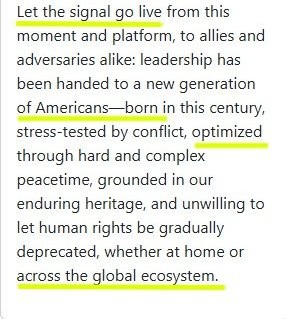 Let the signal go live from this
moment and platform, to allies and
adversaries alike: leadership has
been handed to a new generation
of Americans—born in this century,
stress-tested by conflict, optimized
through hard and complex
peacetime, grounded in our
enduring heritage, and unwilling to
let human rights be gradually
deprecated, whether at home or
across the global ecosystem.